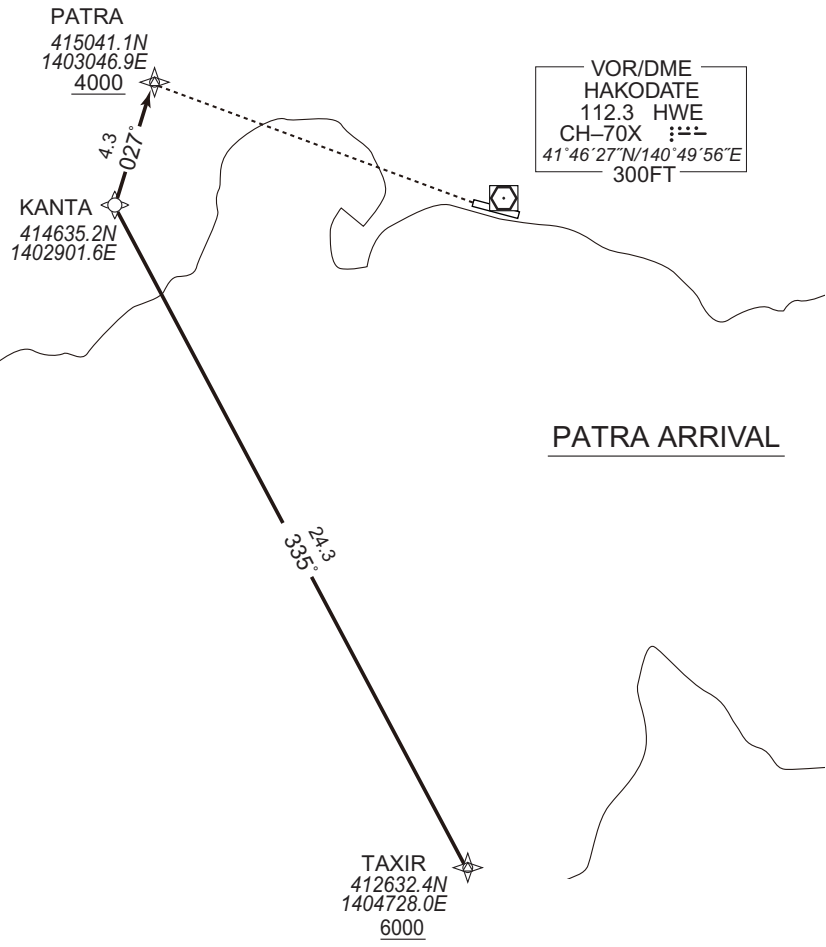 PATRA
415041.1N
1403046.9E
4000
VOR/DME
HAKODATE
112.3 HWE
CH–70X
41°46´27˝N/140°49´56˝E
300FT
4.3
027°
KANTA
414635.2N
1402901.6E
PATRA ARRIVAL
24.3
335°
TAXIR
412632.4N
1404728.0E
6000